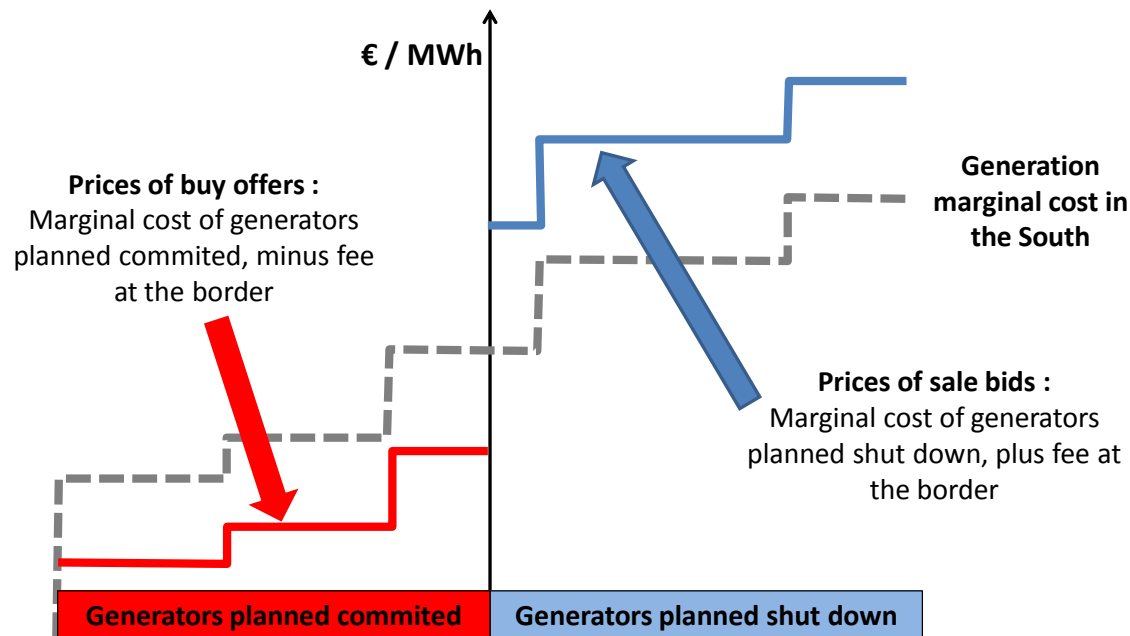 € / MWh
Prices of buy offers :
Marginal cost of generators
planned commited, minus fee
at the border
Generation
marginal cost in
the South
Prices of sale bids :
Marginal cost of generators
planned shut down, plus fee at
the border
Generators planned commited
Generators planned shut down